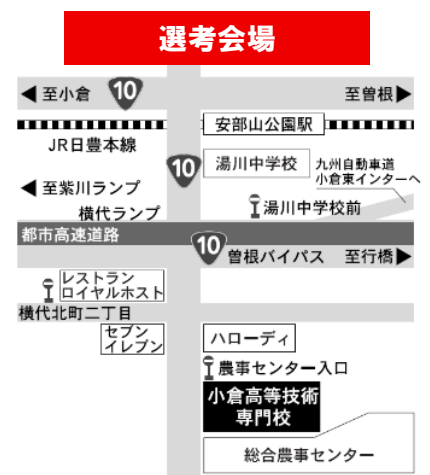 選考会場
至小倉
10
至曽根
安部山公園駅
JR日豊本線
10
湯川中学校
九州自動車道
小倉東インターへ
至紫川ランプ
横代ランプ
湯川中学校前
都市高速道路
10
曽根バイパス
至行橋
レストラン
ロイヤルホスト
横代北町二丁目
セブン
イレブン
ハローディ
農事センター入口
小倉高等技術
専門校
総合農事センター